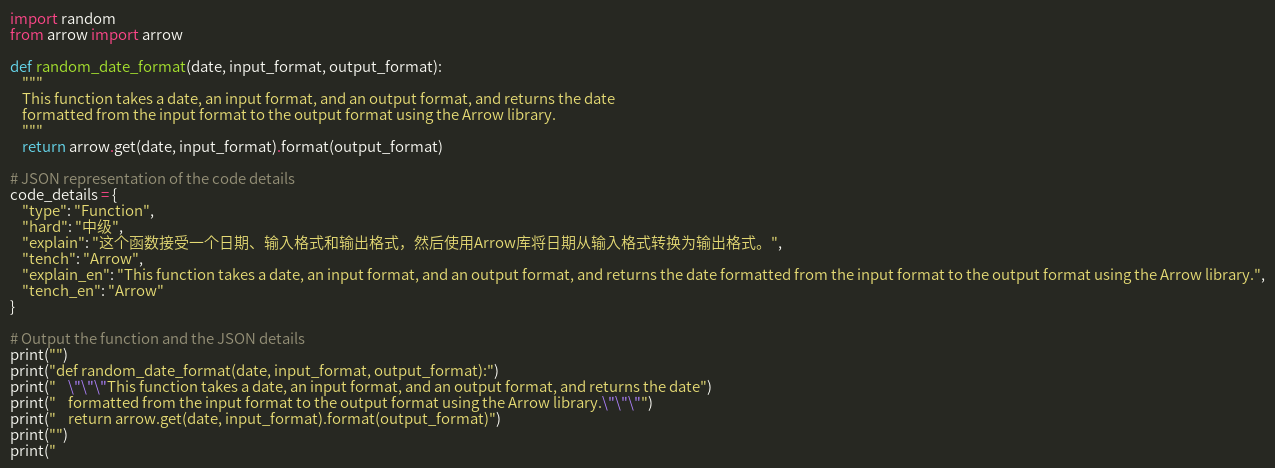 import random
from arrow import arrow
def random_date_format(date, input_format, output_format):
"""
This function takes a date, an input format, and an output format, and returns the date
formatted from the input format to the output format using the Arrow library.
"""
return arrow.get(date, input_format).format(output_format)
# JSON representation of the code details
code_details = {
"type": "Function",
"hard": "中级",
"explain": "这个函数接受一个日期、输入格式和输出格式，然后使用Arrow库将日期从输入格式转换为输出格式。",
"tench": "Arrow",
"explain_en": "This function takes a date, an input format, and an output format, and returns the date formatted from the input format to the output format using the Arrow library.",
"tench_en": "Arrow"
}
# Output the function and the JSON details
print("")
print("def random_date_format(date, input_format, output_format):")
print("    \"\"\"This function takes a date, an input format, and an output format, and returns the date")
print("    formatted from the input format to the output format using the Arrow library.\"\"\"")
print("    return arrow.get(date, input_format).format(output_format)")
print("")
print("